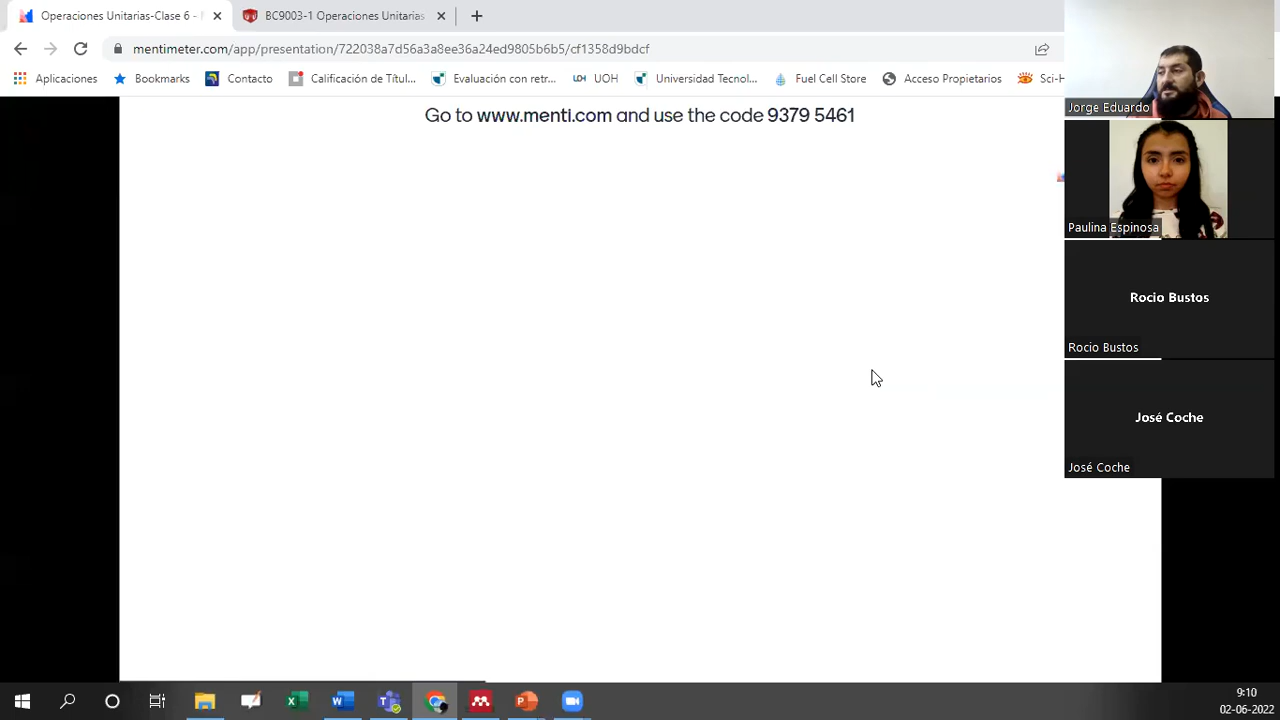 Operaciones Unitarias-Clase 6 -
BC9003-1 Operaciones Unitarias
mentimeter.com/app/presentation/722038a7d56a3a8ee36a24ed9805b6b5/cf1358d9bdcf
Aplicaciones
Bookmarks
Contacto
Calificación de Títul...
Evaluación con retr...
UOH
UOH
Universidad Tecnol...
Fuel Cell Store
Acceso Propietarios
Sci-H
Go to www.menti.com and use the code 9379 5461
Jorge Eduardo
Paulina Espinosa
Rocio Bustos
Rocio Bustos
José Coche
José Coche
9:10
02-06-2022